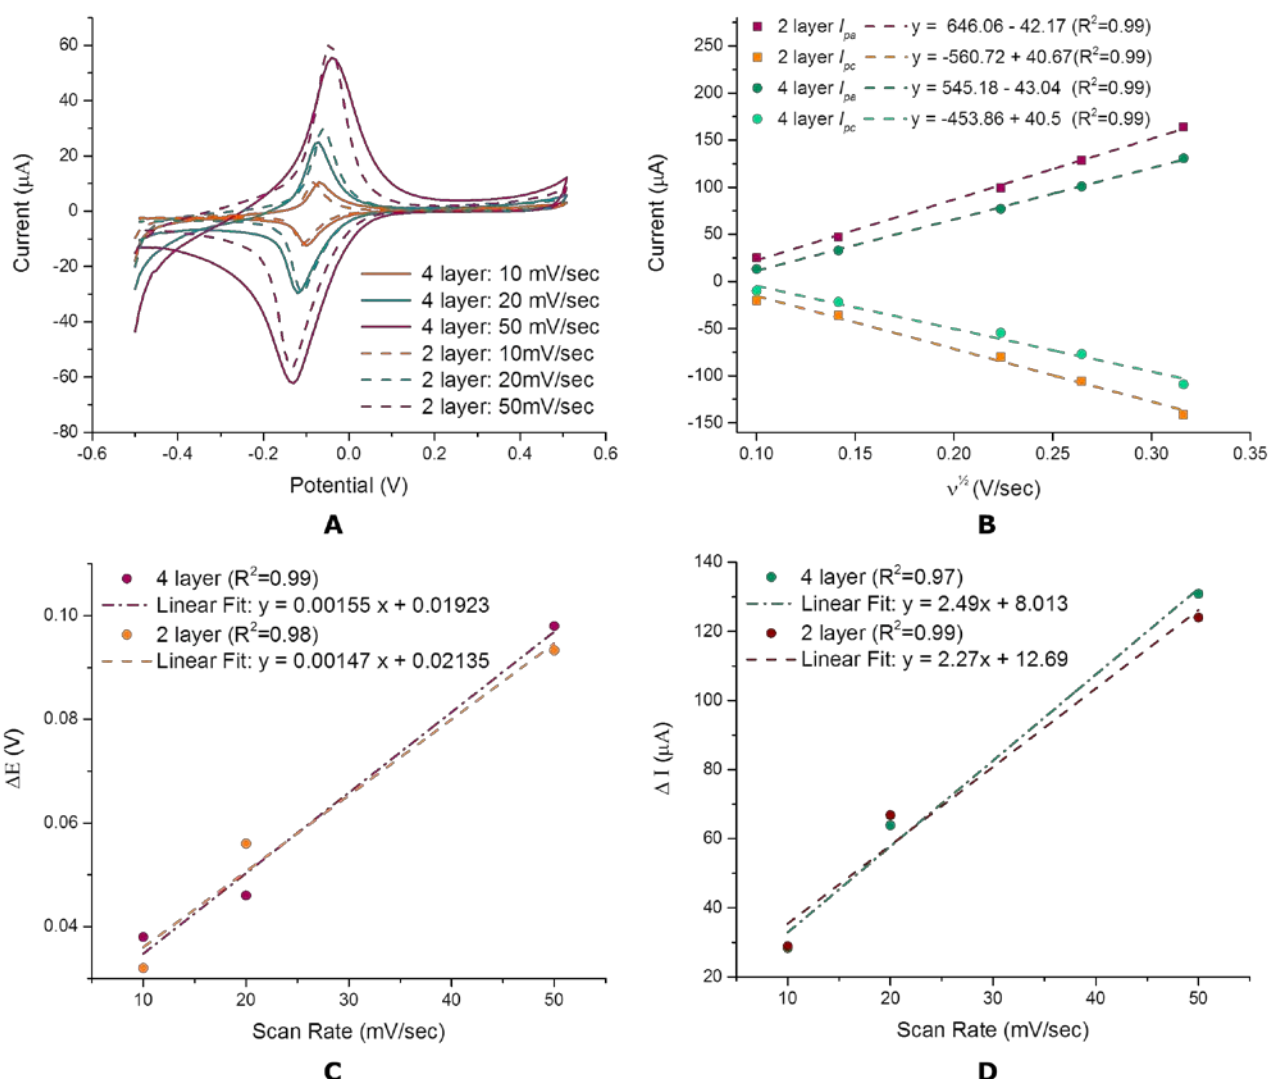 60
40
20
0
-20
-40
-60
-80
Current (μA)
4 layer: 10 mV/sec
4 layer: 20 mV/sec
4 layer: 50 mV/sec
2 layer: 10mV/sec
2 layer: 20mV/sec
2 layer: 50mV/sec
-0.6 -0.4 -0.2 0.0 0.2 0.4 0.6
Potential (V)
A
2 layer Ipa y = 646.06 - 42.17 (R²=0.99)
2 layer Ipc y = -560.72 + 40.67(R²=0.99)
4 layer Ipa y = 545.18 - 43.04 (R²=0.99)
4 layer Ipc y = -453.86 + 40.5 (R²=0.99)
250
200
150
100
50
0
-50
-100
-150
Current (μA)
0.10 0.15 0.20 0.25 0.30 0.35
ν½ (V/sec)
B
4 layer (R²=0.99)
Linear Fit: y = 0.00155 x + 0.01923
2 layer (R²=0.98)
Linear Fit: y = 0.00147 x + 0.02135
0.10
0.08
0.06
0.04
ΔE (V)
10 20 30 40 50
Scan Rate (mV/sec)
C
4 layer (R²=0.97)
Linear Fit: y = 2.49x + 8.013
2 layer (R²=0.99)
Linear Fit: y = 2.27x + 12.69
140
120
100
80
60
40
20
Δ I (μA)
10 20 30 40 50
Scan Rate (mV/sec)
D